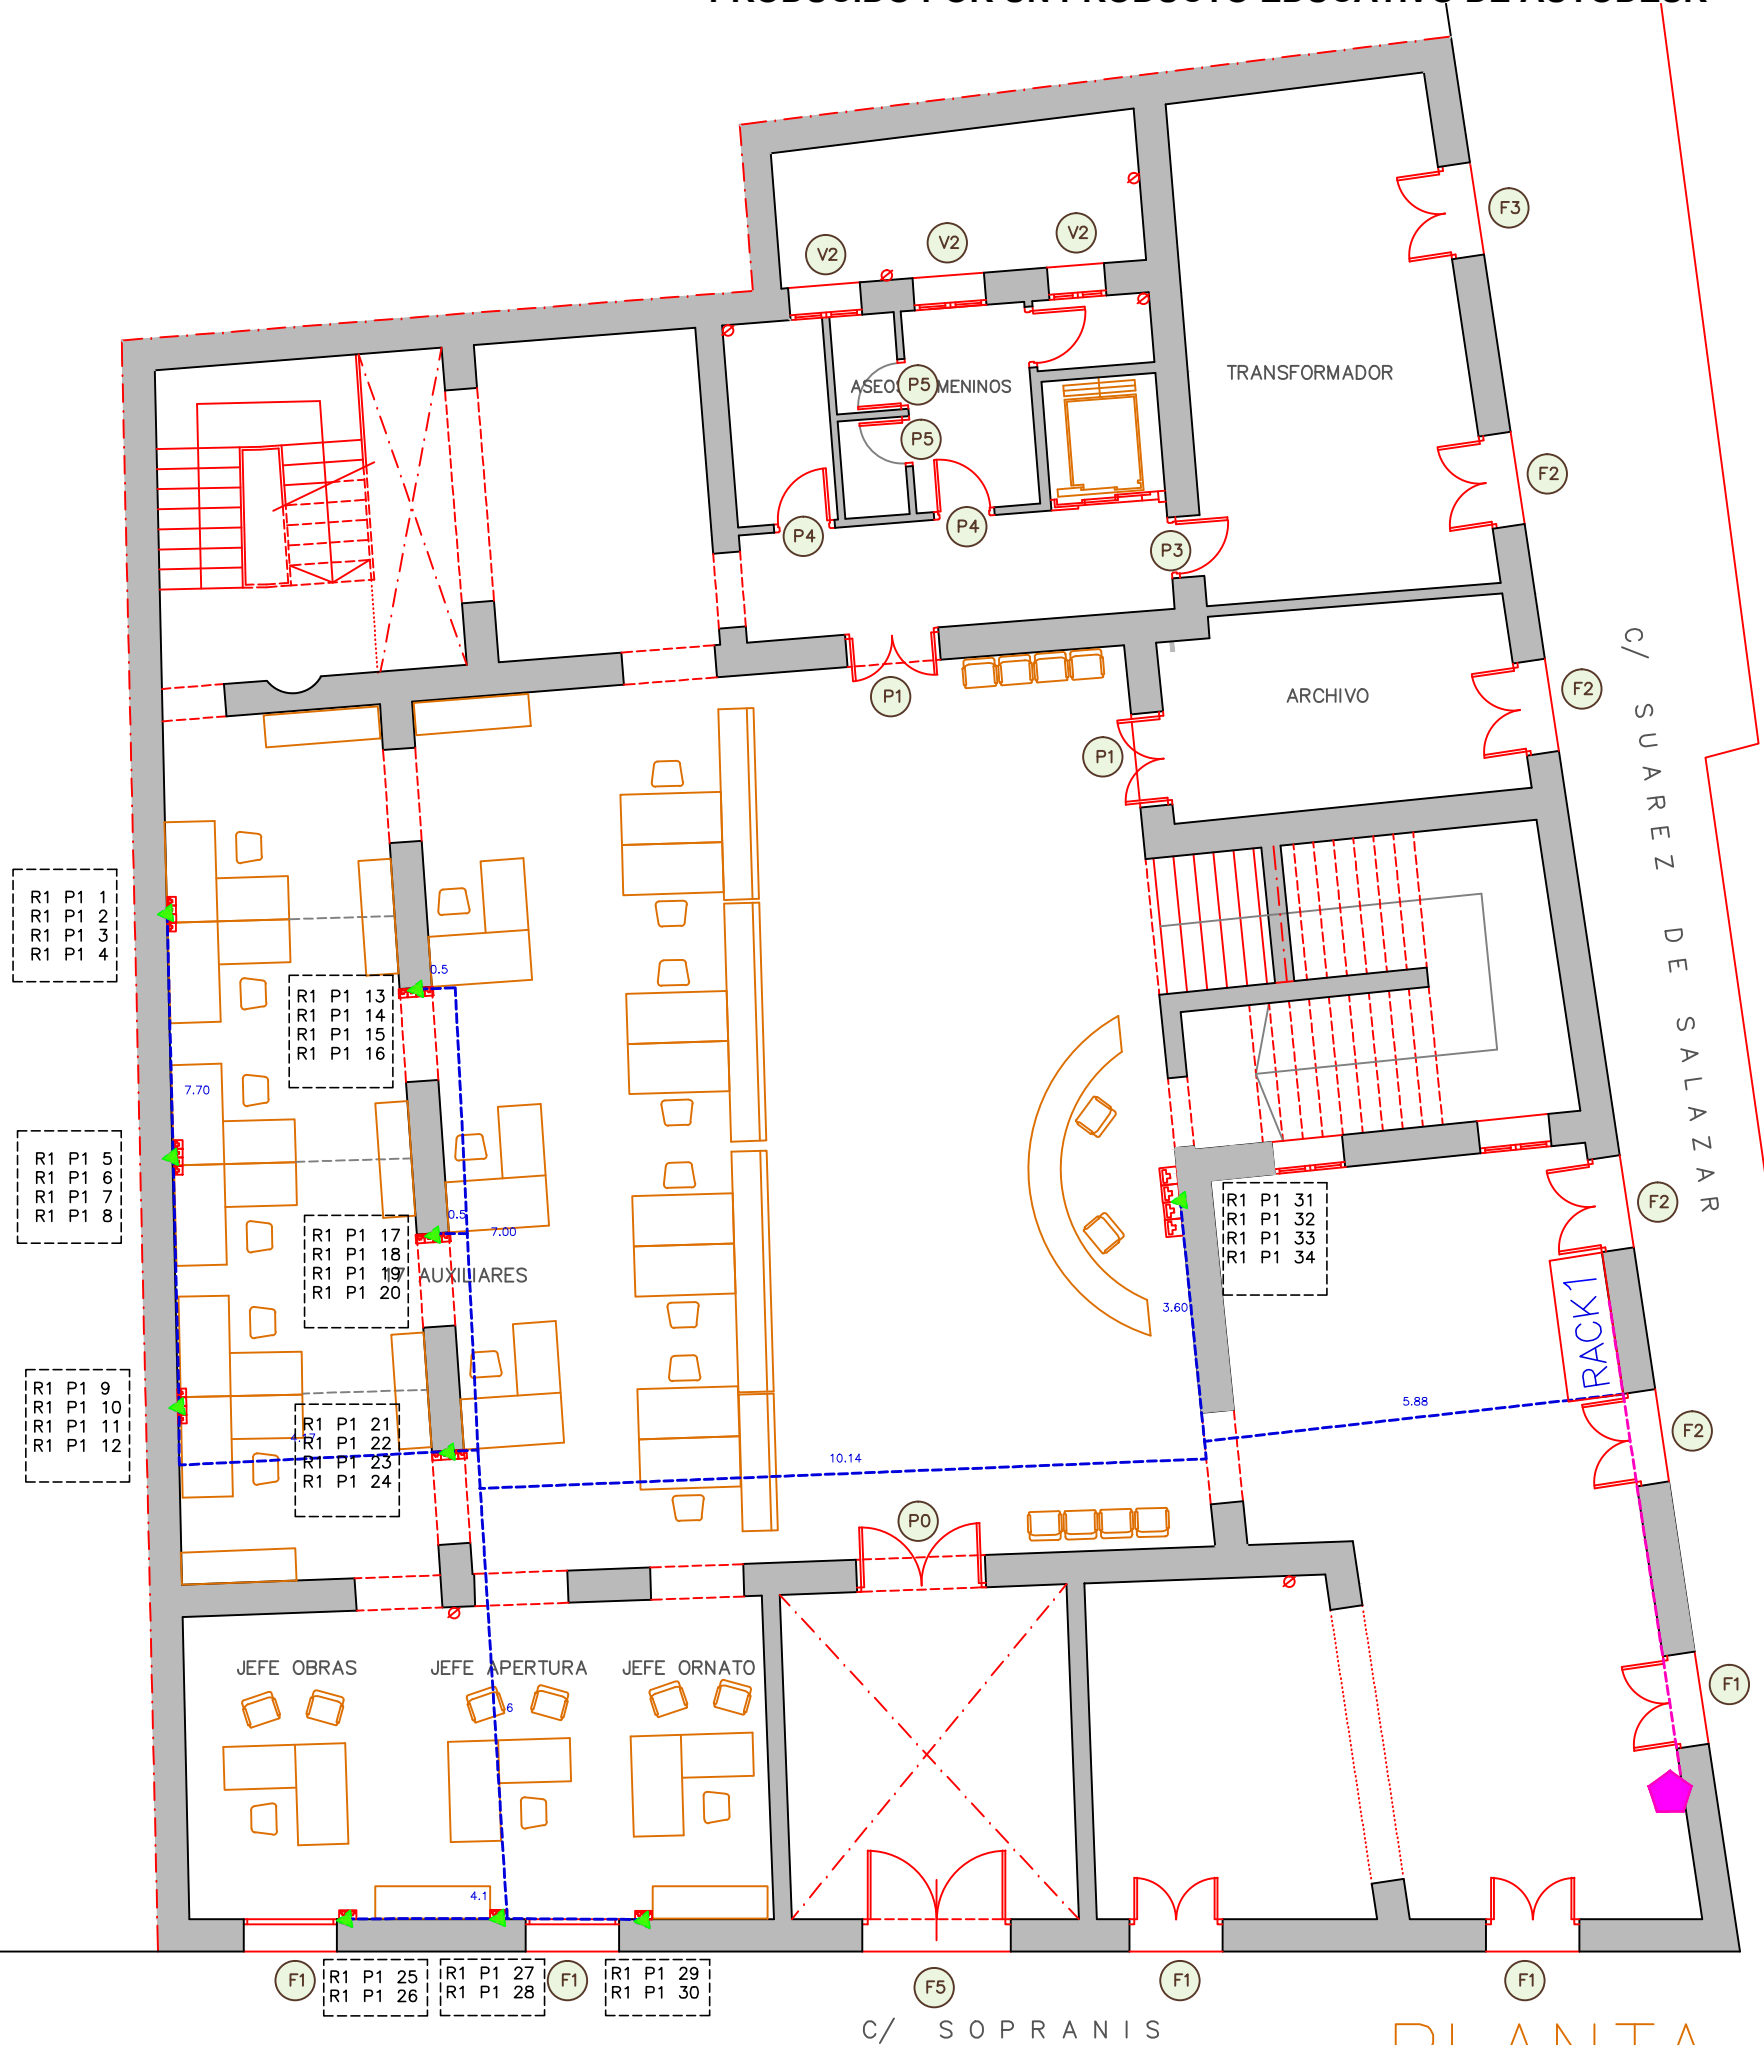 PRODUCIDO POR UN PRODUCTO EDUCATIVO DE AUTODESK
F3
V2
V2
V2
TRANSFORMADOR
P5
P5
F2
P4
P4
P3
C/ SUAREZ DE SALAZAR
F2
P1
ARCHIVO
P1
R1 P1 1
R1 P1 2
R1 P1 3
R1 P1 4
0.5
R1 P1 13
R1 P1 14
R1 P1 15
R1 P1 16
7.70
R1 P1 5
R1 P1 6
R1 P1 7
R1 P1 8
0.5
7.00
R1 P1 17
R1 P1 18
R1 P1 19
R1 P1 20
17 AUXILIARES
R1 P1 31
R1 P1 32
R1 P1 33
R1 P1 34
F2
3.60
RACK1
R1 P1 9
R1 P1 10
R1 P1 11
R1 P1 12
R1 P1 21
R1 P1 22
R1 P1 23
R1 P1 24
5.88
F2
10.14
P0
JEFE OBRAS
JEFE APERTURA
JEFE ORNATO
6
F1
4.1
F1
R1 P1 25
R1 P1 26
R1 P1 27
R1 P1 28
F1
R1 P1 29
R1 P1 30
F5
F1
F1
C/ SOPRANIS
PLANTA